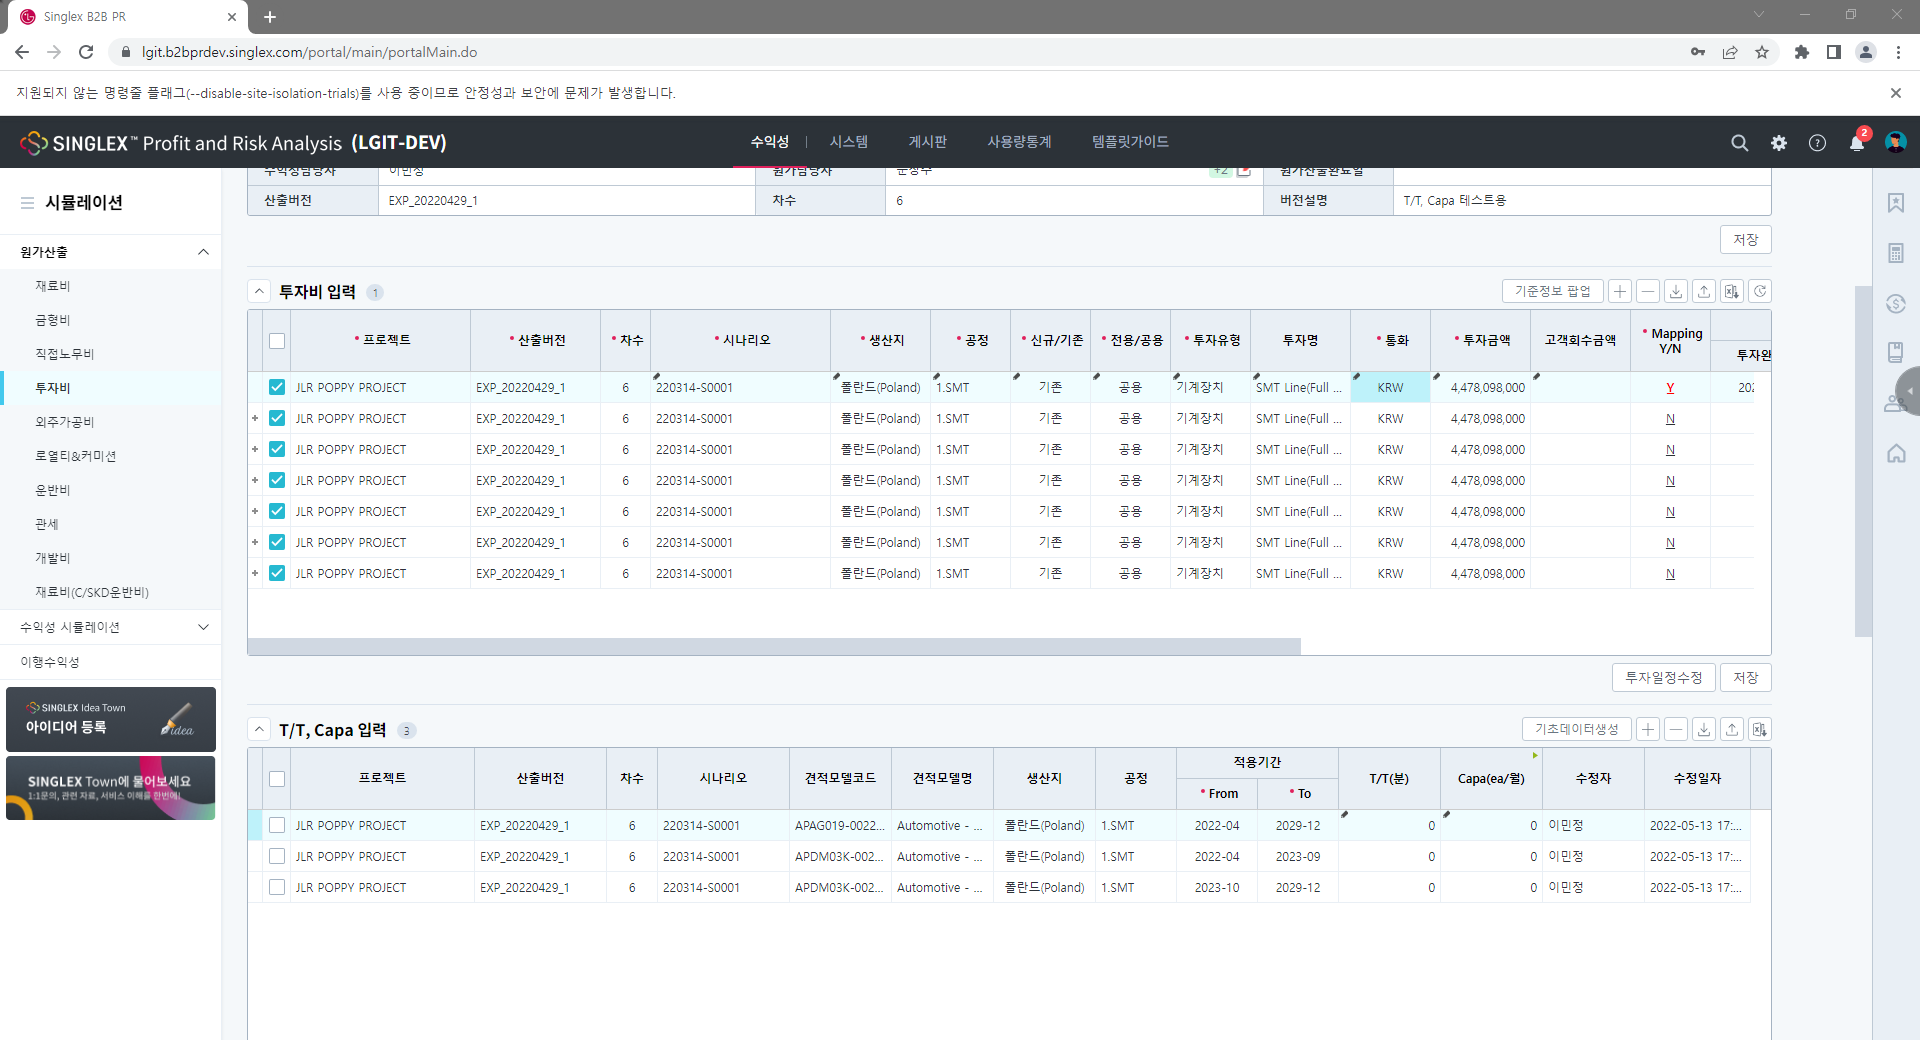 Singlex B2B PR
lgit.b2bprdev.singlex.com/portal/main/portalMain.do
지원되지 않는 명령줄 플래그(--disable-site-isolation-trials)를 사용 중이므로 안정성과 보안에 문제가 발생합니다.
SINGLEX™ Profit and Risk Analysis (LGIT-DEV)
수익성 시스템 게시판 사용량통계 템플릿가이드
2
시뮬레이션
원가산출
재료비
금형비
직접노무비
투자비
외주가공비
로열티&커미션
운반비
관세
개발비
재료비(C/SKD운반비)
수익성 시뮬레이션
이행수익성
SINGLEX Idea Town
아이디어 등록
idea
SINGLEX Town에 물어보세요
1:1문의, 관련 자료, 서비스 이해를 한번에!
수익성담당자 이민정 원가담당자 +2 원가산출완료일
산출버전 EXP_20220429_1 차수 6 버전설명 T/T, Capa 테스트용
저장
투자비 입력 1
기준정보 팝업
* 프로젝트 * 산출버전 * 차수 * 시나리오 * 생산지 * 공정 * 신규/기존 * 전용/공용 * 투자유형 투자명 * 통화 * 투자금액 고객회수금액 * Mapping Y/N 투자완
JLR POPPY PROJECT EXP_20220429_1 6 220314-S0001 폴란드(Poland) 1.SMT 기존 공용 기계장치 SMT Line(Full ... KRW 4,478,098,000 Y 202
JLR POPPY PROJECT EXP_20220429_1 6 220314-S0001 폴란드(Poland) 1.SMT 기존 공용 기계장치 SMT Line(Full ... KRW 4,478,098,000 N
JLR POPPY PROJECT EXP_20220429_1 6 220314-S0001 폴란드(Poland) 1.SMT 기존 공용 기계장치 SMT Line(Full ... KRW 4,478,098,000 N
JLR POPPY PROJECT EXP_20220429_1 6 220314-S0001 폴란드(Poland) 1.SMT 기존 공용 기계장치 SMT Line(Full ... KRW 4,478,098,000 N
JLR POPPY PROJECT EXP_20220429_1 6 220314-S0001 폴란드(Poland) 1.SMT 기존 공용 기계장치 SMT Line(Full ... KRW 4,478,098,000 N
JLR POPPY PROJECT EXP_20220429_1 6 220314-S0001 폴란드(Poland) 1.SMT 기존 공용 기계장치 SMT Line(Full ... KRW 4,478,098,000 N
JLR POPPY PROJECT EXP_20220429_1 6 220314-S0001 폴란드(Poland) 1.SMT 기존 공용 기계장치 SMT Line(Full ... KRW 4,478,098,000 N
투자일정수정 저장
T/T, Capa 입력 3
기초데이터생성
프로젝트 산출버전 차수 시나리오 견적모델코드 견적모델명 생산지 공정 적용기간 T/T(분) Capa(ea/월) 수정자 수정일자
* From * To
JLR POPPY PROJECT EXP_20220429_1 6 220314-S0001 APAG019-0022... Automotive - ... 폴란드(Poland) 1.SMT 2022-04 2029-12 0 0 이민정 2022-05-13 17:...
JLR POPPY PROJECT EXP_20220429_1 6 220314-S0001 APDM03K-002... Automotive - ... 폴란드(Poland) 1.SMT 2022-04 2023-09 0 0 이민정 2022-05-13 17:...
JLR POPPY PROJECT EXP_20220429_1 6 220314-S0001 APDM03K-002... Automotive - ... 폴란드(Poland) 1.SMT 2023-10 2029-12 0 0 이민정 2022-05-13 17:...